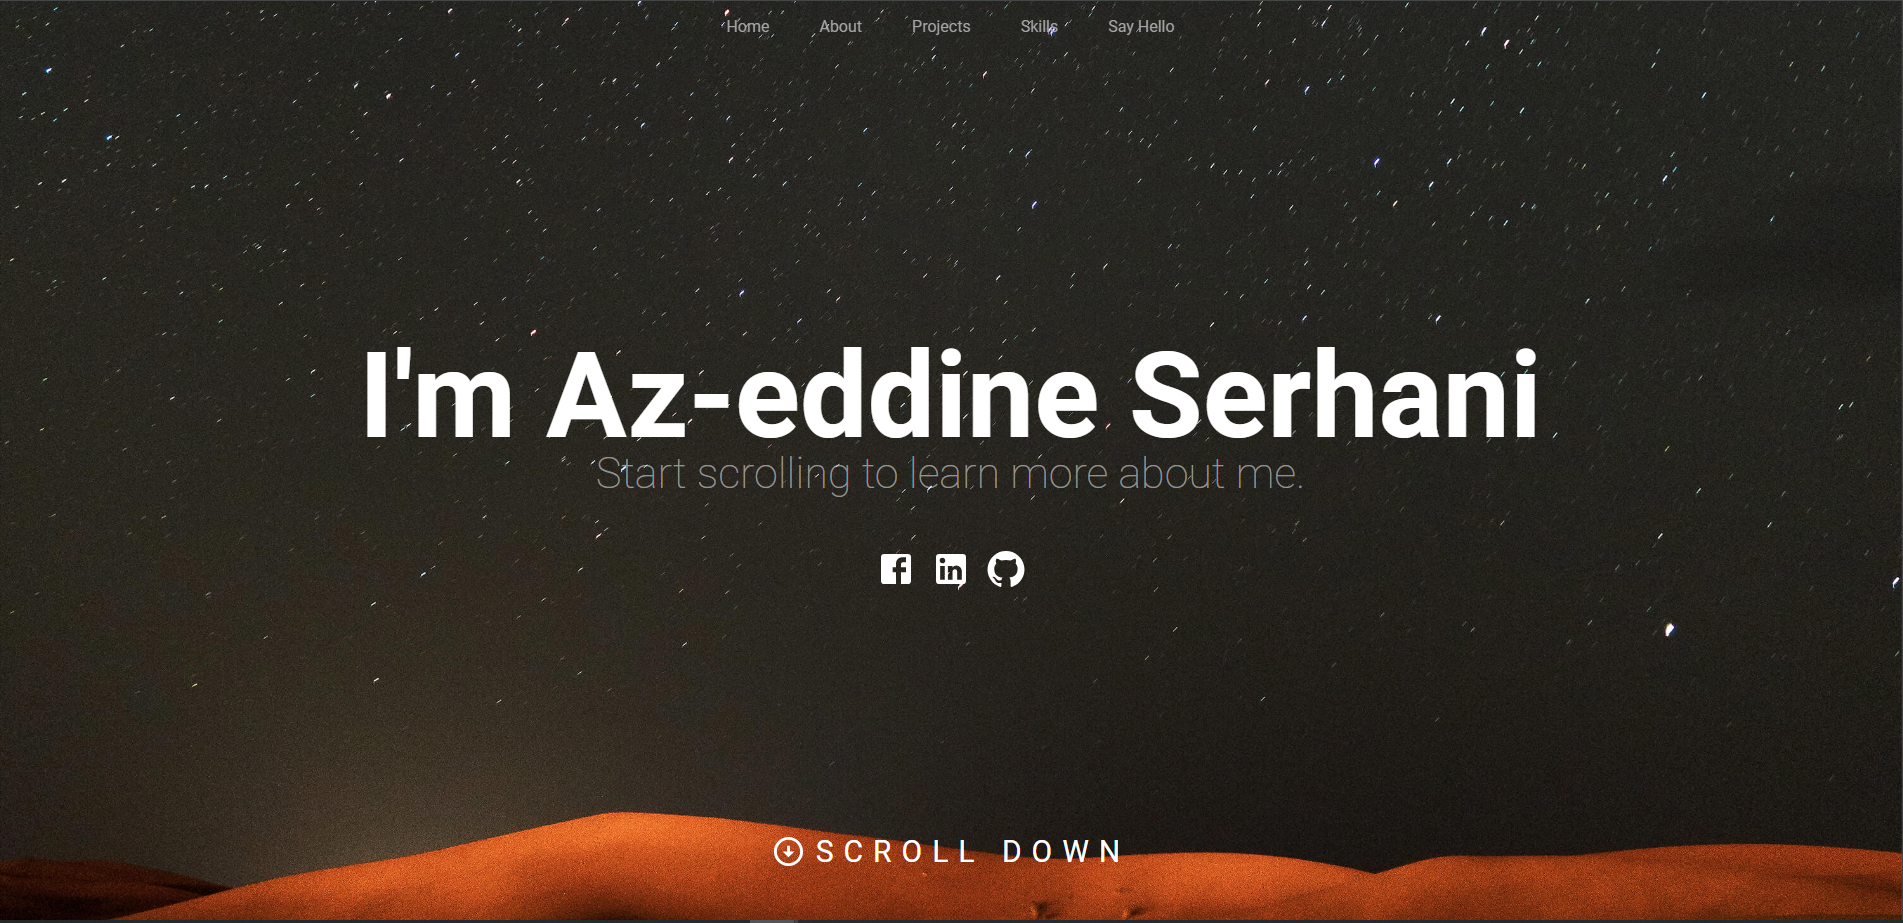 Home About Projects Skills Say Hello
I'm Az-eddine Serhani
Start scrolling to learn more about me.
SCROLL DOWN